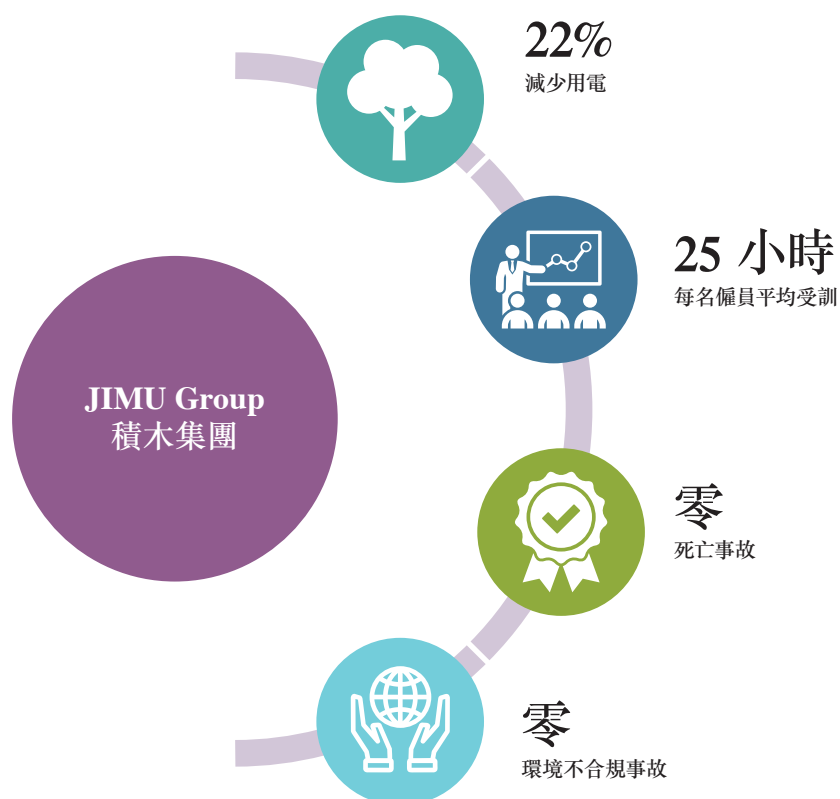 22%
減少用電
25 小時
每名僱員平均受訓
JIMU Group
積木集團
零
死亡事故
零
環境不合規事故